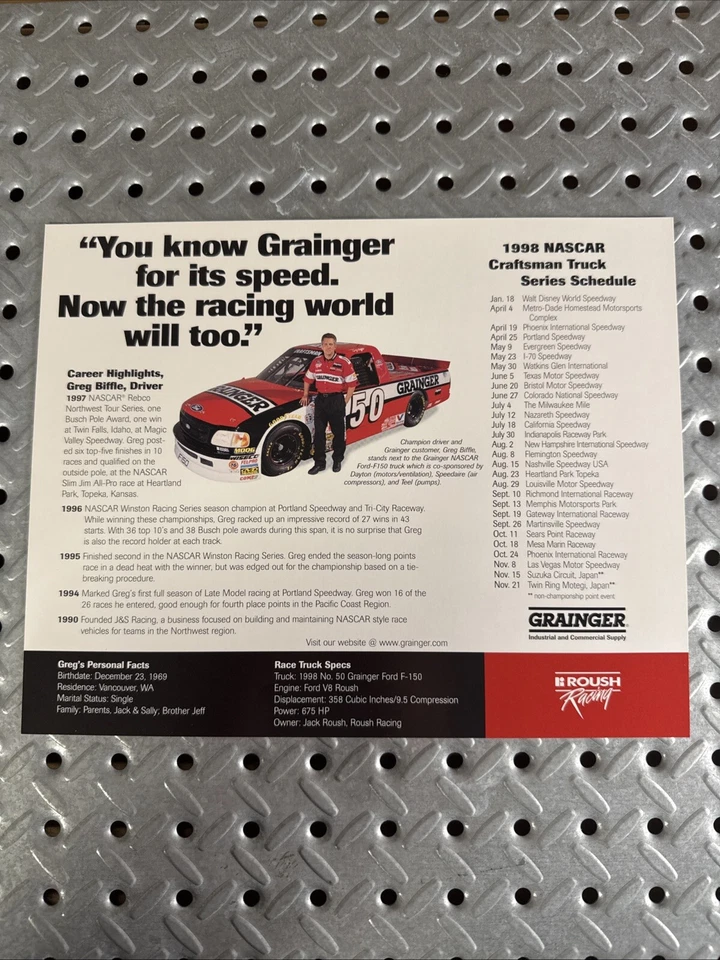 “You know Grainger
for its speed.
Now the racing world
will too.”
Career Highlights,
Greg Biffle, Driver
1997 NASCAR® Rebco
Northwest Tour Series, one
Busch Pole Award, one win
at Twin Falls, Idaho, at Magic
Valley Speedway. Greg post-
ed six top-five finishes in 10
races and qualified on the
outside pole, at the NASCAR
Slim Jim All-Pro race at Heartland
Park, Topeka, Kansas.
GRAINGER
GRAINGER
50
Champion driver and
Grainger customer, Greg Biffle,
stands next to the Grainger NASCAR
Ford-F150 truck which is co-sponsored by
Dayton (motors/ventilation), Speedaire (air
compressors), and Teel (pumps).
1996 NASCAR Winston Racing Series season champion at Portland Speedway and Tri-City Raceway.
While winning these championships, Greg racked up an impressive record of 27 wins in 43
starts. With 36 top 10's and 38 Busch pole awards during this span, it is no surprise that Greg
is also the record holder at each track.
1995 Finished second in the NASCAR Winston Racing Series. Greg ended the season-long points
race in a dead heat with the winner, but was edged out for the championship based on a tie-
breaking procedure.
1994 Marked Greg's first full season of Late Model racing at Portland Speedway. Greg won 16 of the
26 races he entered, good enough for fourth place points in the Pacific Coast Region.
1990 Founded J&S Racing, a business focused on building and maintaining NASCAR style race
vehicles for teams in the Northwest region.
Visit our website @ www.grainger.com
1998 NASCAR
Craftsman Truck
Series Schedule
Jan. 18 Walt Disney World Speedway
April 4 Metro-Dade Homestead Motorsports
Complex
April 19 Phoenix International Speedway
April 25 Portland Speedway
May 9 Evergreen Speedway
May 23 I-70 Speedway
May 30 Watkins Glen International
June 5 Texas Motor Speedway
June 20 Bristol Motor Speedway
June 27 Colorado National Speedway
July 4 The Milwaukee Mile
July 12 Nazareth Speedway
July 18 California Speedway
July 30 Indianapolis Raceway Park
Aug. 2 New Hampshire International Speedway
Aug. 8 Flemington Speedway
Aug. 15 Nashville Speedway USA
Aug. 23 Heartland Park Topeka
Aug. 29 Louisville Motor Speedway
Sept. 10 Richmond International Raceway
Sept. 13 Memphis Motorsports Park
Sept. 19 Gateway International Raceway
Sept. 26 Martinsville Speedway
Oct. 11 Sears Point Raceway
Oct. 18 Mesa Marin Raceway
Oct. 24 Phoenix International Raceway
Nov. 8 Las Vegas Motor Speedway
Nov. 15 Suzuka Circuit, Japan**
Nov. 21 Twin Ring Motegi, Japan**
** non-championship point event
GRAINGER
Industrial and Commercial Supply
Greg's Personal Facts
Birthdate: December 23, 1969
Residence: Vancouver, WA
Marital Status: Single
Family: Parents, Jack & Sally; Brother Jeff
Race Truck Specs
Truck: 1998 No. 50 Grainger Ford F-150
Engine: Ford V8 Roush
Displacement: 358 Cubic Inches/9.5 Compression
Power: 675 HP
Owner: Jack Roush, Roush Racing
ROUSH
Racing